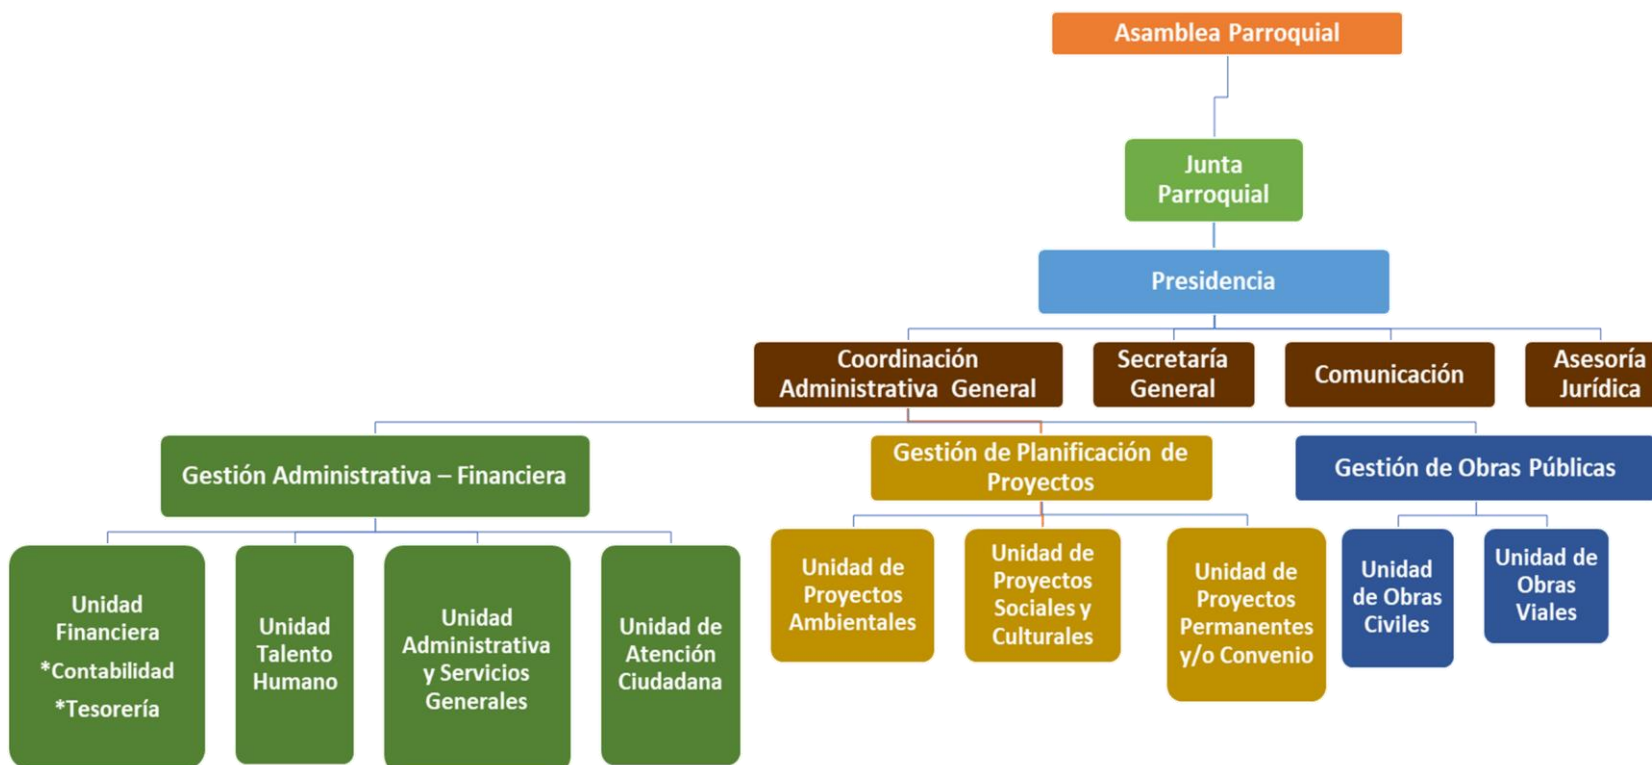 Asamblea Parroquial
Junta
Parroquial
Presidencia
Coordinación
Administrativa General
Secretaría
General
Comunicación
Asesoría
Jurídica
Gestión Administrativa – Financiera
Gestión de Planificación de
Proyectos
Gestión de Obras Públicas
Unidad
Financiera
*Contabilidad
*Tesorería
Unidad
Talento
Humano
Unidad
Administrativa
y Servicios
Generales
Unidad de
Atención
Ciudadana
Unidad de
Proyectos
Ambientales
Unidad de
Proyectos
Sociales y
Culturales
Unidad de
Proyectos
Permanentes
y/o Convenio
Unidad
de Obras
Civiles
Unidad de
Obras
Viales